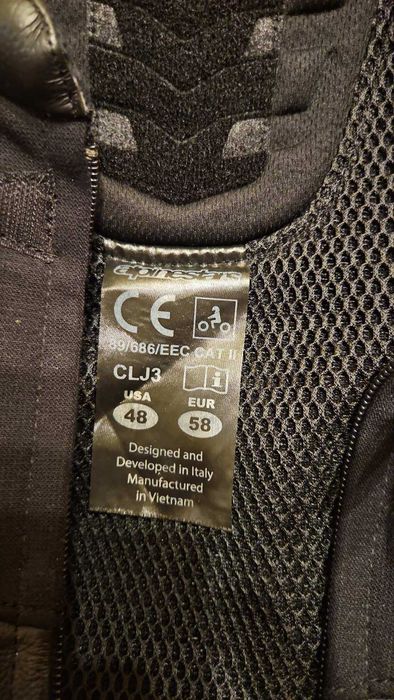 alpinestars
CE
89/686/EEC CAT II
CLJ3
i
USA EUR
48 58
Designed and
Developed in Italy
Manufactured
in Vietnam